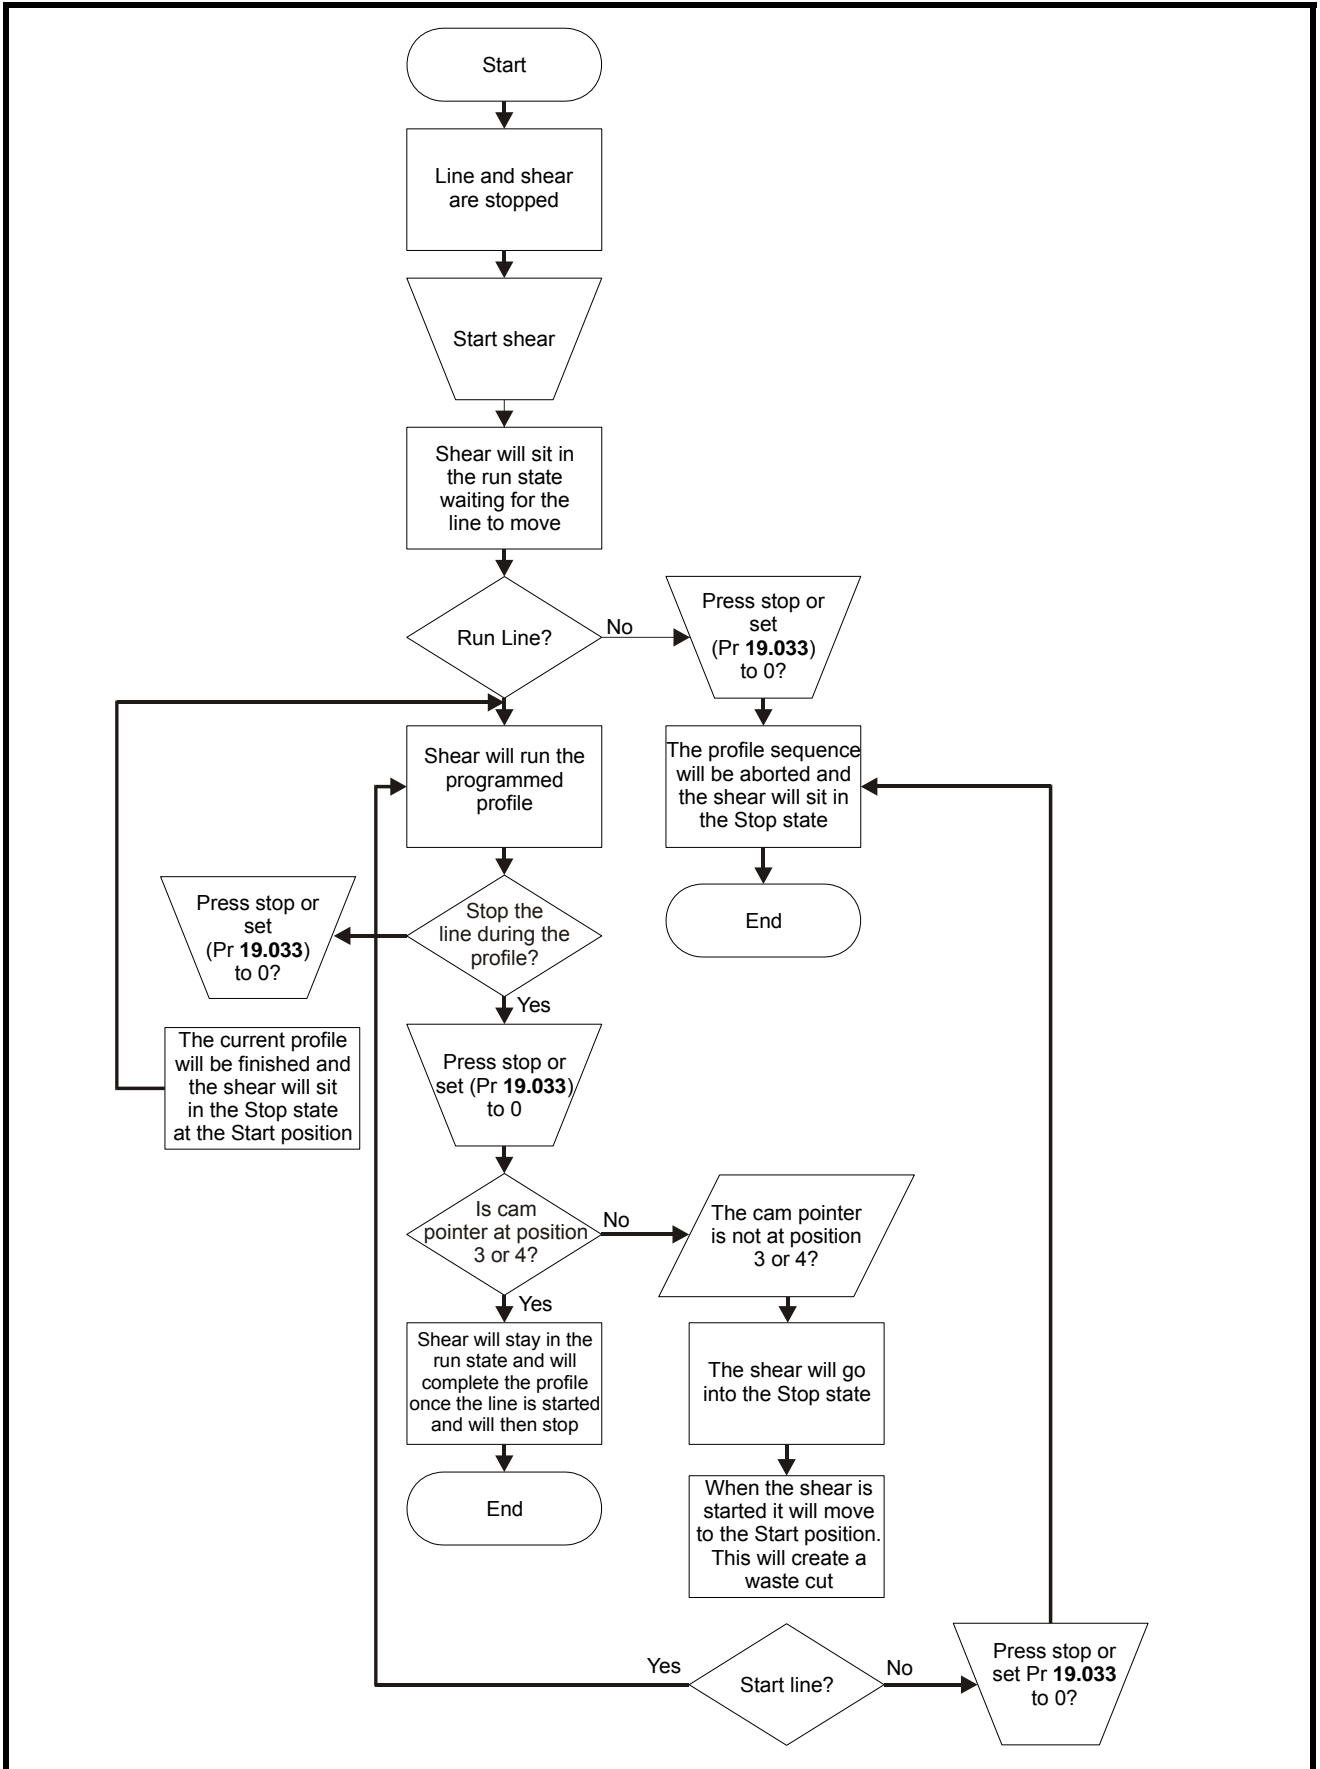 Start
Line and shear
are stopped
Start shear
Shear will sit in
the run state
waiting for the
line to move
Run Line?
No
Press stop or
set
(Pr 19.033)
to 0?
Shear will run the
programmed
profile
The profile sequence
will be aborted and
the shear will sit in
the Stop state
End
Press stop or
set
(Pr 19.033)
to 0?
Stop the
line during the
profile?
Yes
The current profile
will be finished and
the shear will sit
in the Stop state
at the Start position
Press stop or
set (Pr 19.033)
to 0
Is cam
pointer at position
3 or 4?
No
The cam pointer
is not at position
3 or 4?
Yes
Shear will stay in the
run state and will
complete the profile
once the line is started
and will then stop
The shear will go
into the Stop state
End
When the shear is
started it will move
to the Start position.
This will create a
waste cut
Yes
Start line?
No
Press stop or
set Pr 19.033
to 0?